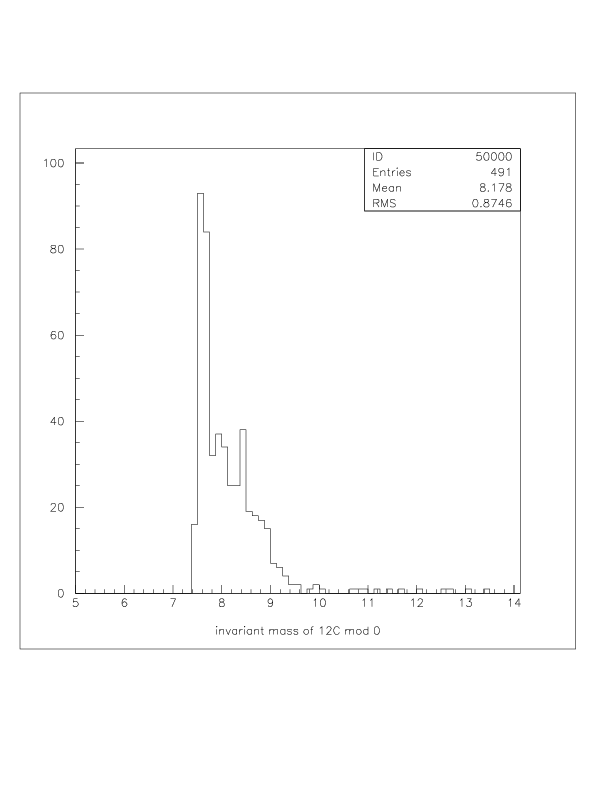 ID 50000
Entries 491
Mean 8.178
RMS 0.8746
100
80
60
40
20
0
5 6 7 8 9 10 11 12 13 14
invariant mass of 12C mod 0